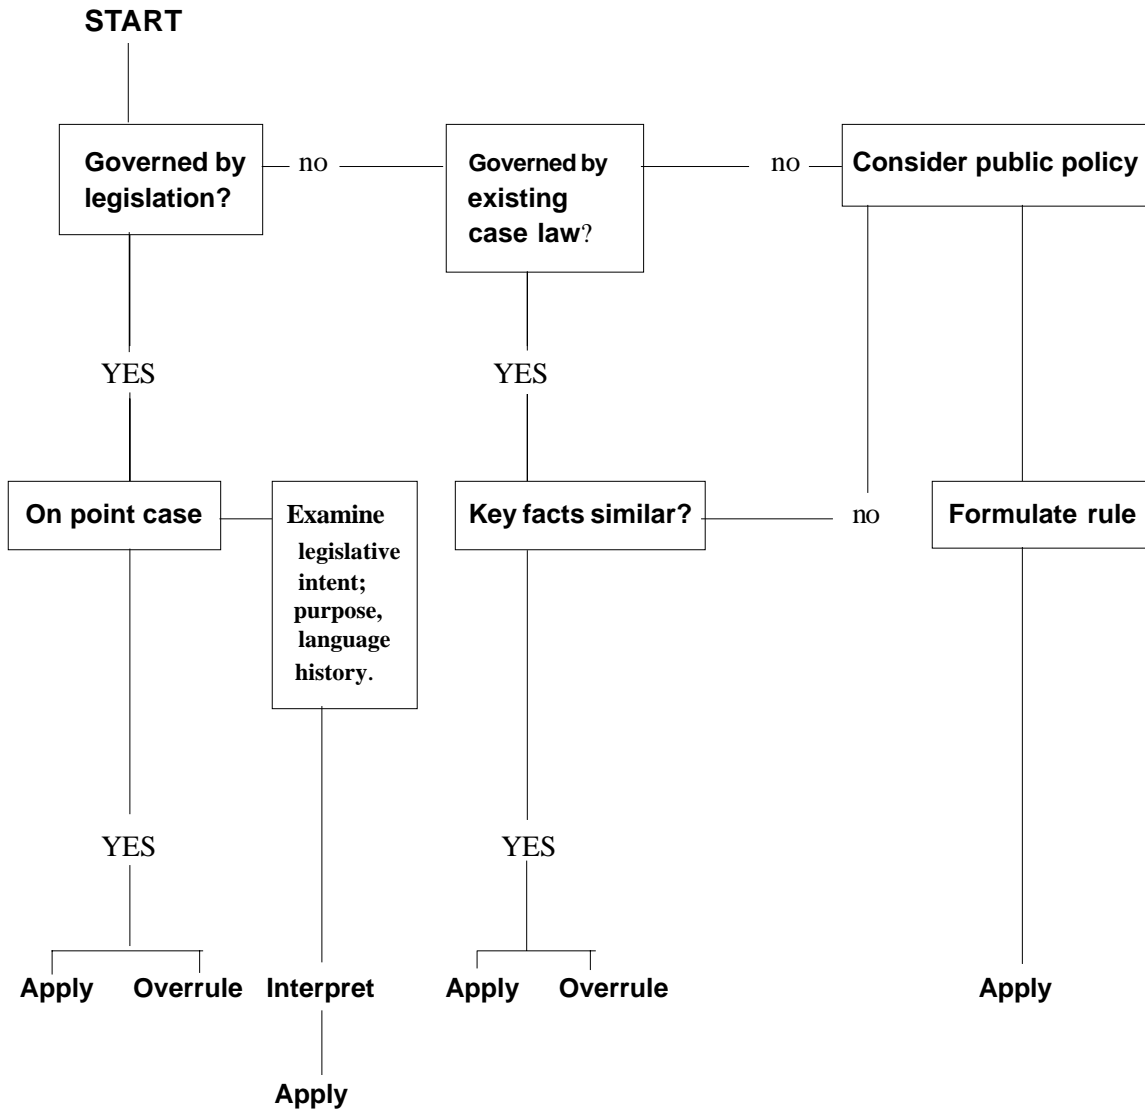 START
Governed by
legislation?
no
Governed by
existing
case law?
no
Consider public policy
YES
YES
On point case
Examine
legislative
intent;
purpose,
language
history.
Key facts similar?
no
Formulate rule
YES
YES
Apply
Overrule
Interpret
Apply
Overrule
Apply
Apply